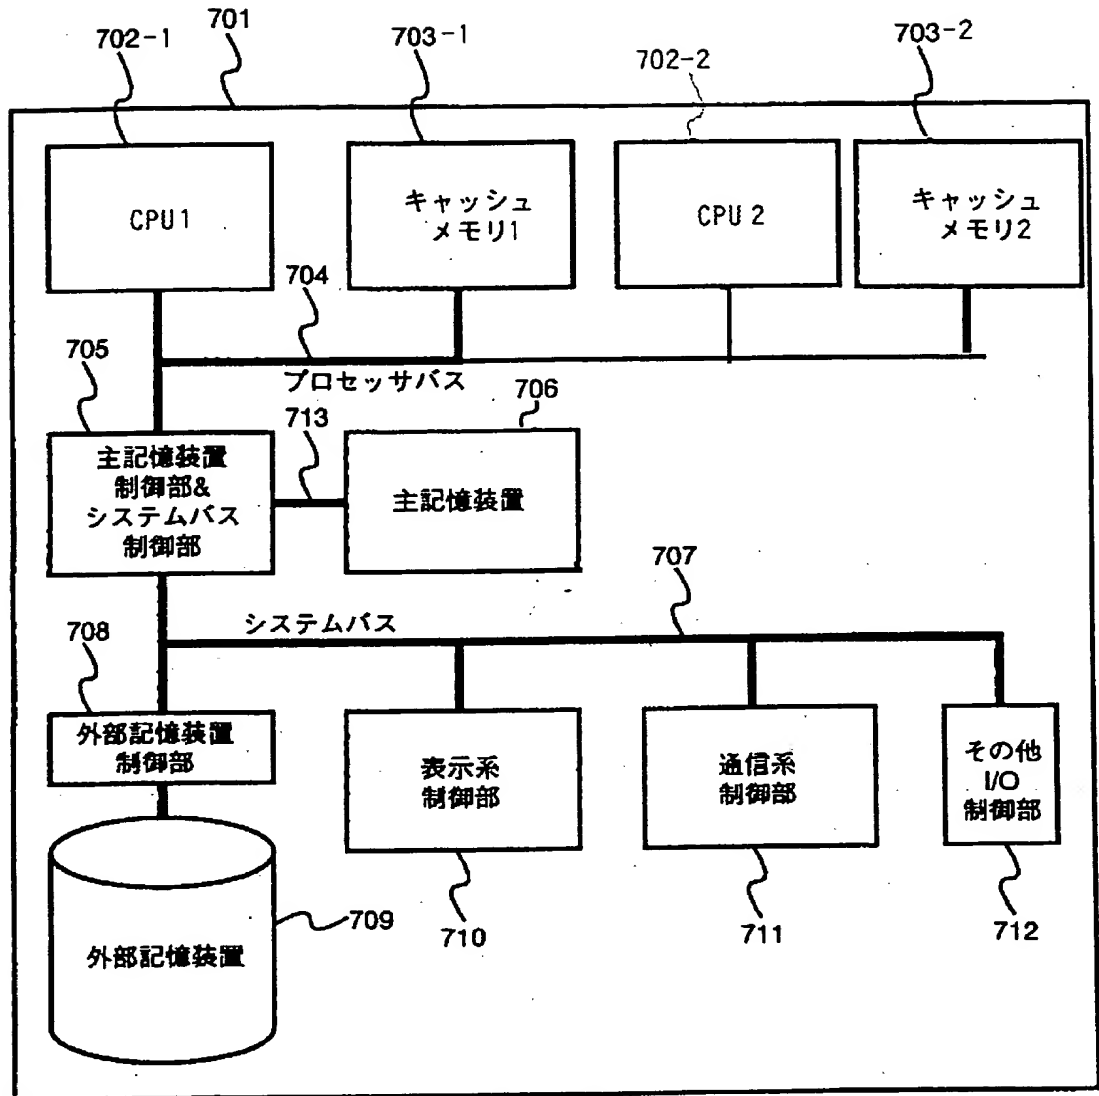 701
702-1
703-1
702-2
703-2
CPU1
キャッシュ
メモリ1
CPU2
キャッシュ
メモリ2
704
プロセッサバス
705
主記憶装置
制御部&
システムバス
制御部
713
706
主記憶装置
707
システムバス
708
外部記憶装置
制御部
表示系
制御部
通信系
制御部
その他
I/O
制御部
709
外部記憶装置
710
711
712